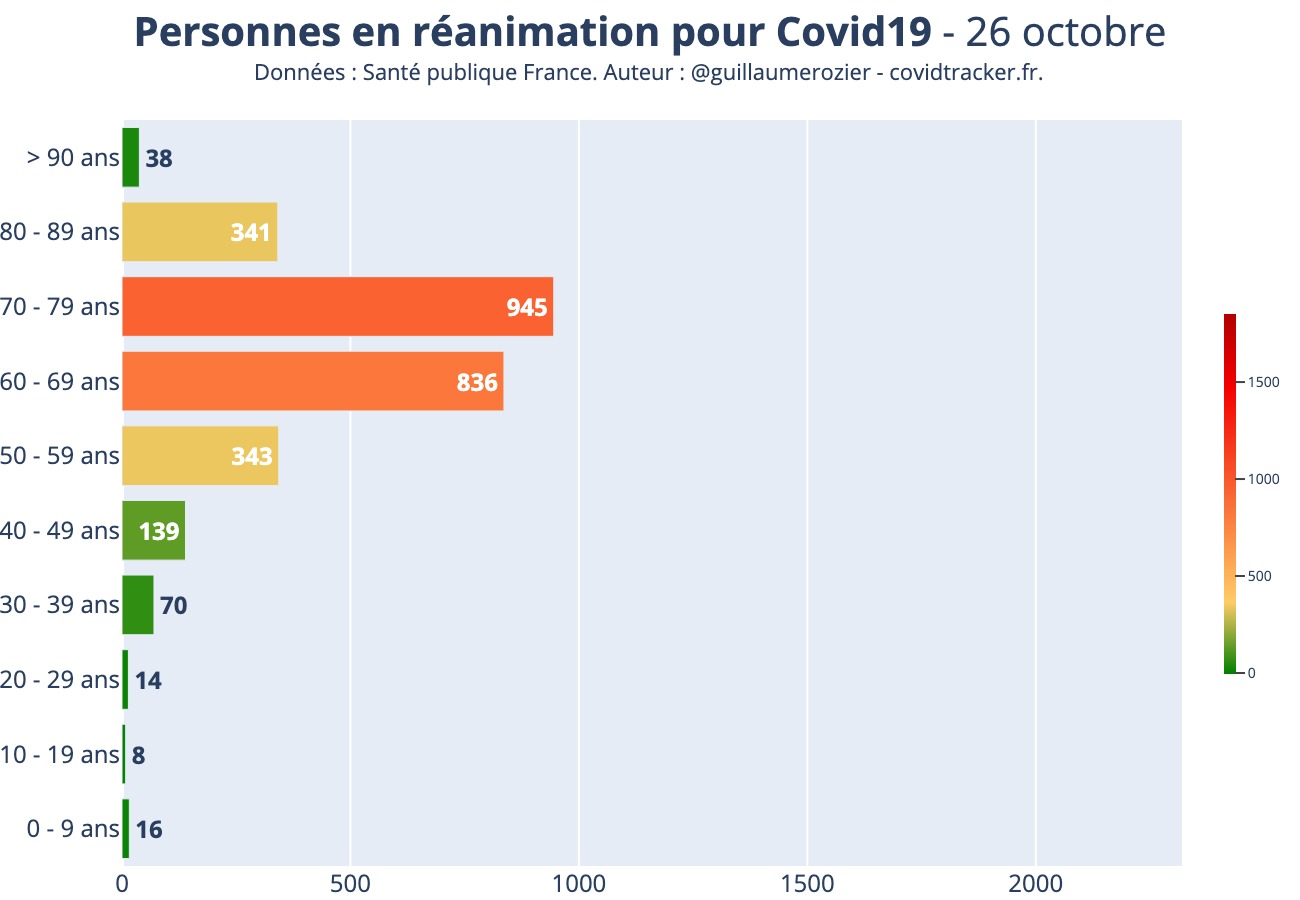 Personnes en réanimation pour Covid19 - 26 octobre
Données : Santé publique France. Auteur : @guillaumerozier - covidtracker.fr.
> 90 ans 38
80 - 89 ans 341
70 - 79 ans 945
60 - 69 ans 836
50 - 59 ans 343
40 - 49 ans 139
30 - 39 ans 70
20 - 29 ans 14
10 - 19 ans 8
0 - 9 ans 16
0 500 1000 1500 2000
1500
1000
500
0